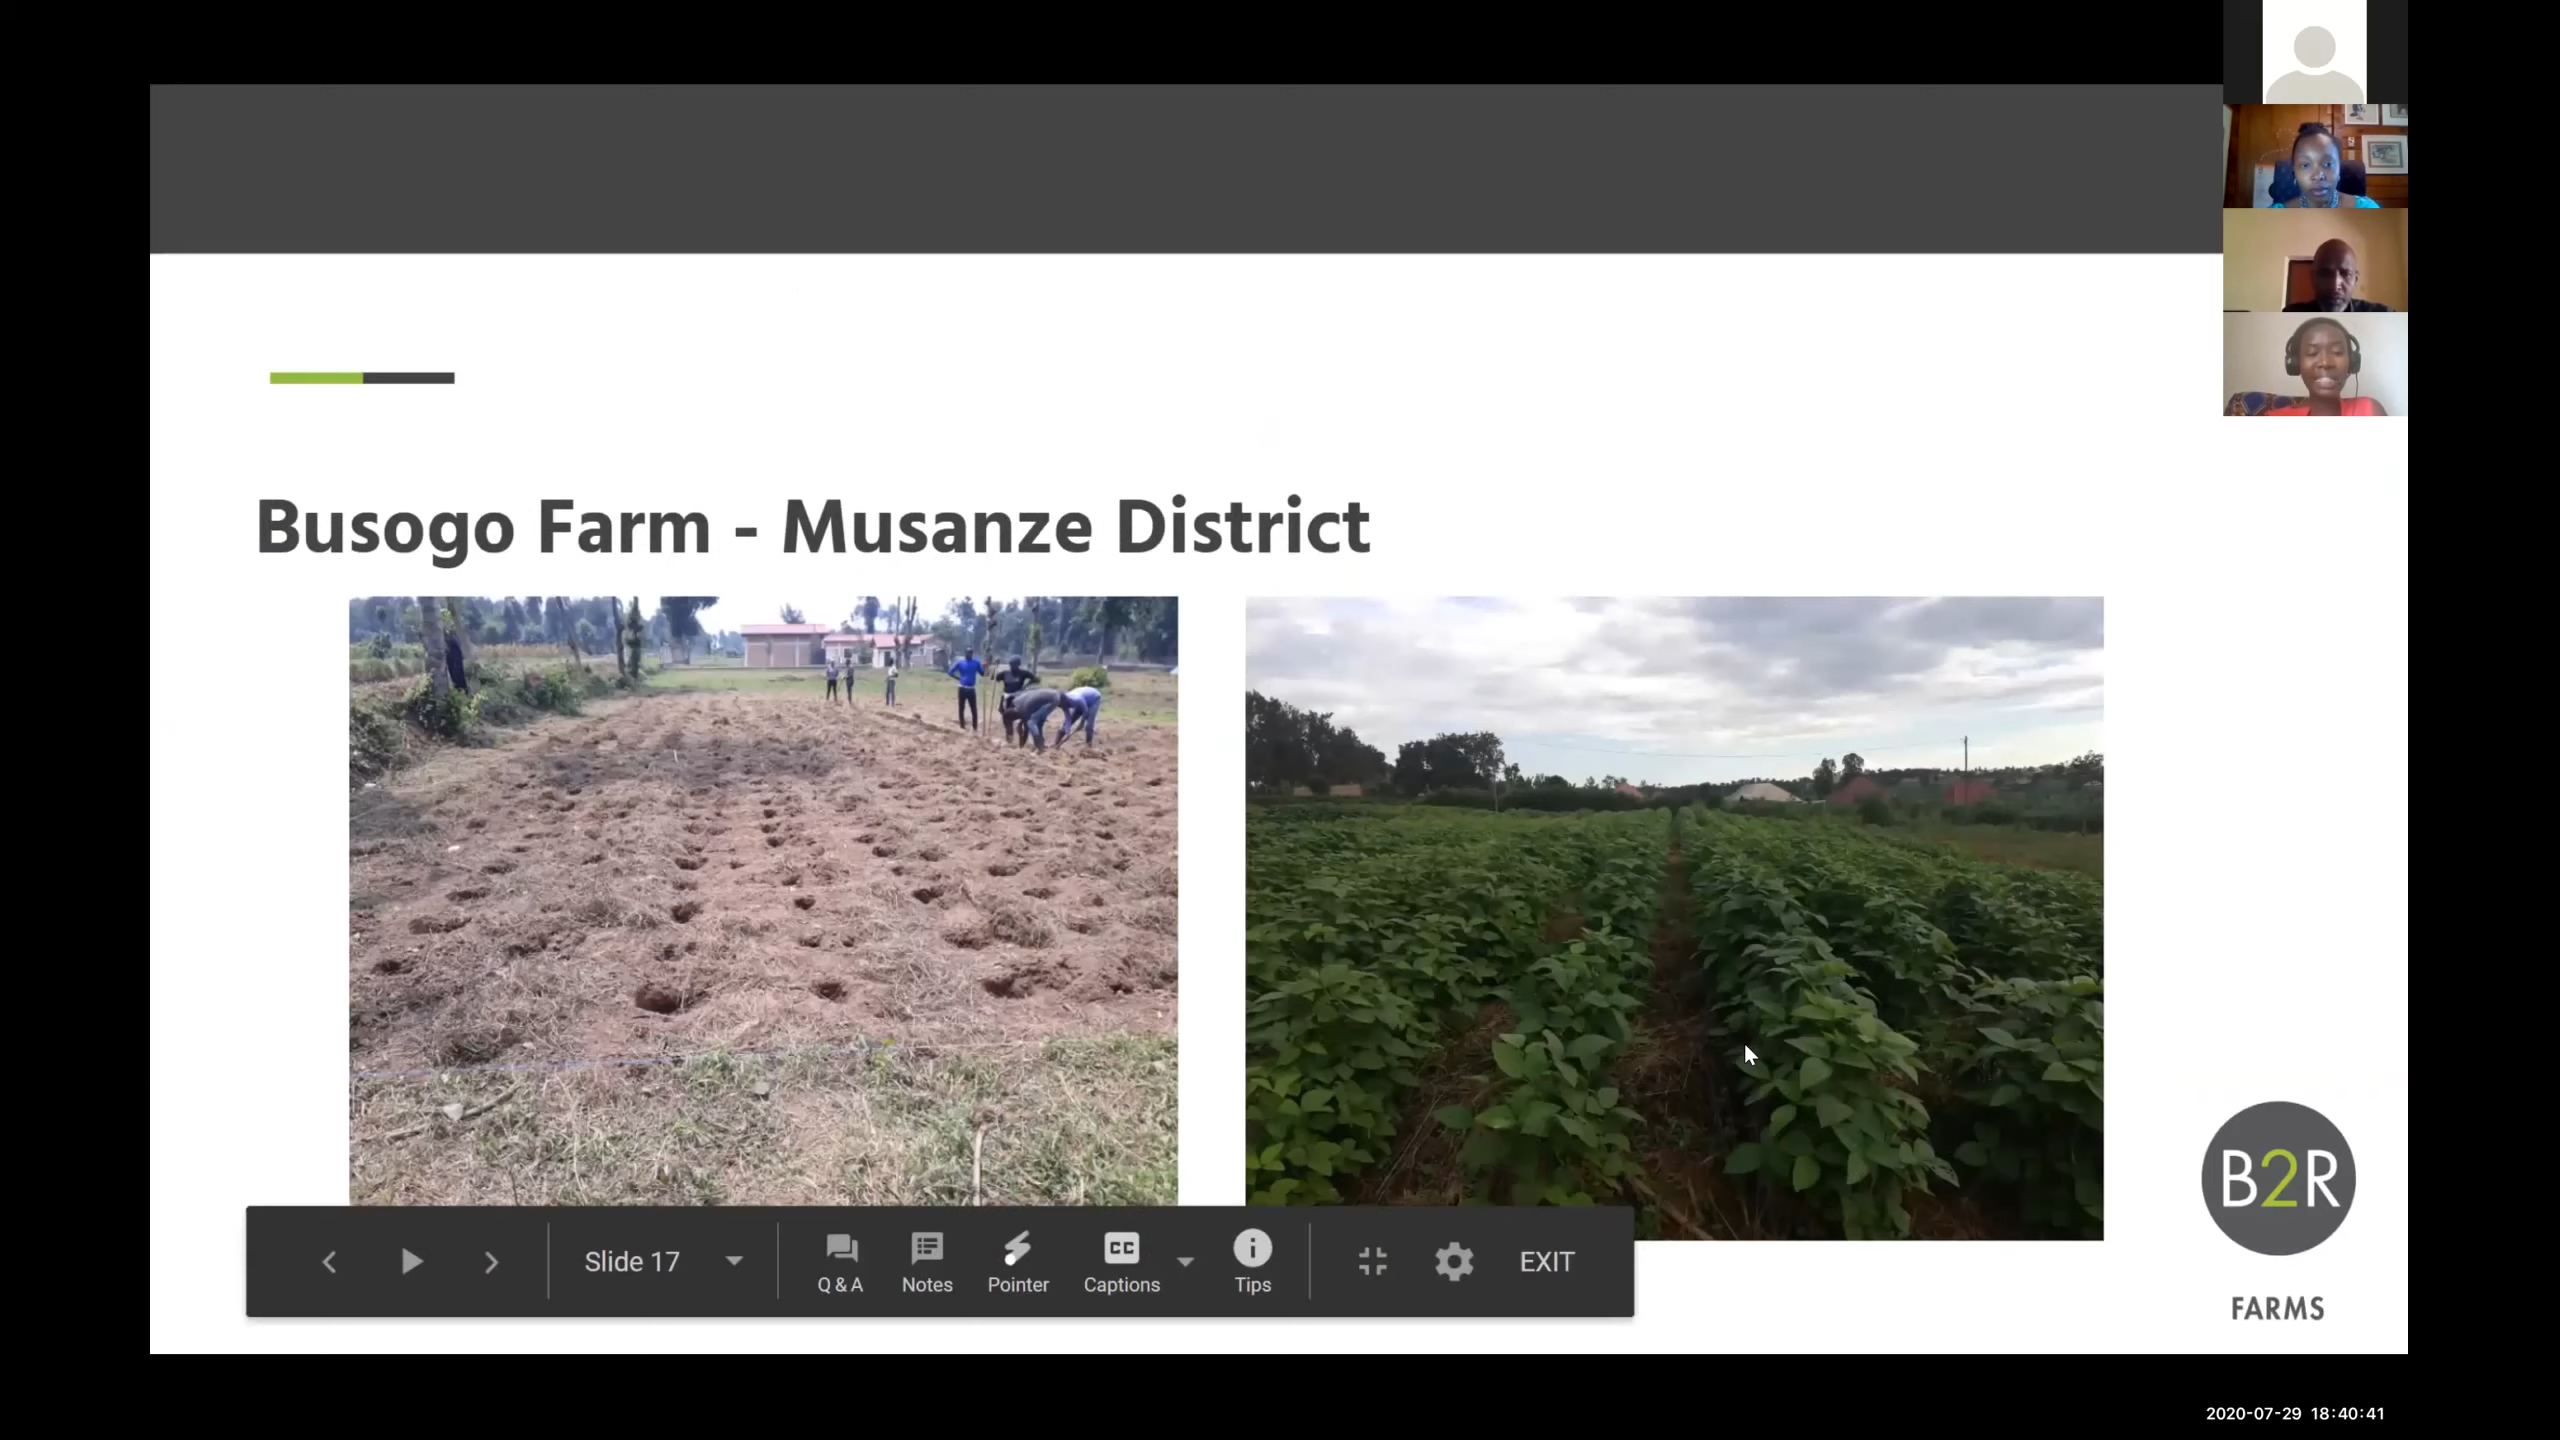 Busogo Farm - Musanze District
Slide 17
Q & A
Notes
Pointer
CC
Captions
Tips
EXIT
B2R
FARMS
2020-07-29 18:40:41